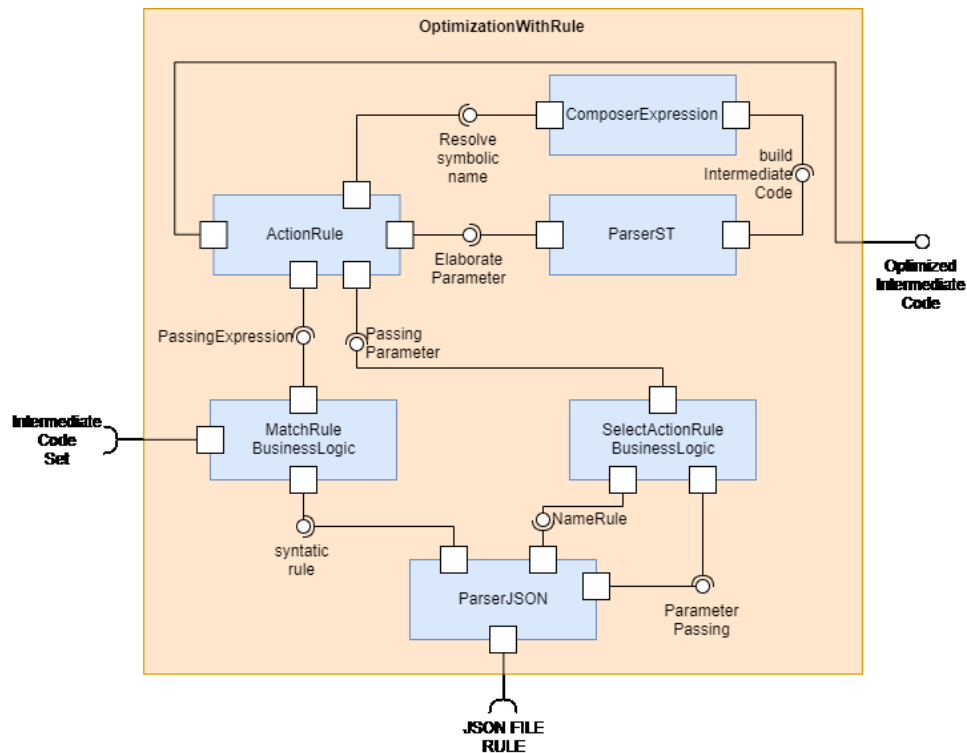 OptimizationWithRule
ComposerExpression
Resolve
symbolic
name
build
Intermediate
Code
ActionRule
ParserST
Elaborate
Parameter
Optimized
Intermediate
Code
PassingExpression
Passing
Parameter
Intermediate
Code
Set
MatchRule
BusinessLogic
SelectActionRule
BusinessLogic
NameRule
syntatic
rule
ParserJSON
Parameter
Passing
JSON FILE
RULE